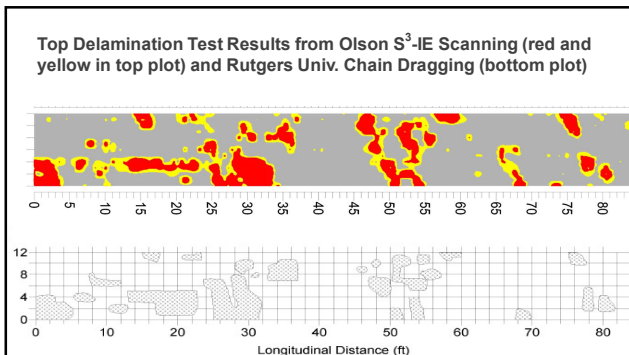 Top Delamination Test Results from Olson S³-IE Scanning (red and
yellow in top plot) and Rutgers Univ. Chain Dragging (bottom plot)
0 5 10 15 20 25 30 35 40 45 50 55 60 65 70 75 80
12
8
4
0
0 10 20 30 40 50 60 70 80
Longitudinal Distance (ft)